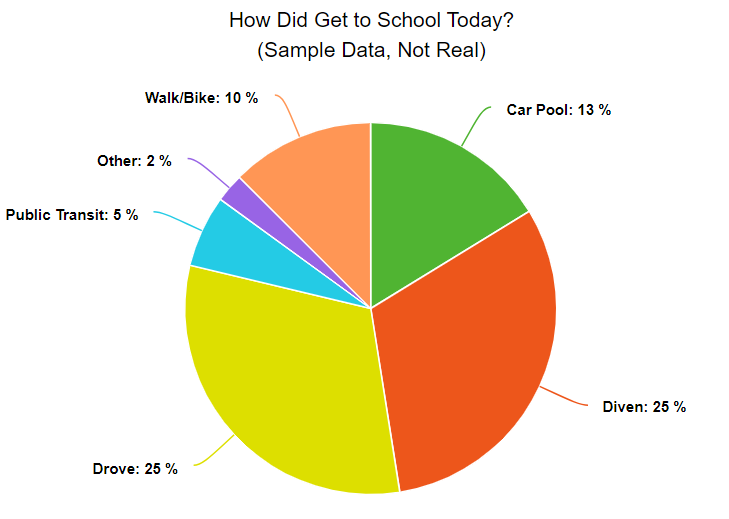 How Did Get to School Today?
(Sample Data, Not Real)
Walk/Bike: 10 %
Car Pool: 13 %
Other: 2 %
Public Transit: 5 %
Diven: 25 %
Drove: 25 %